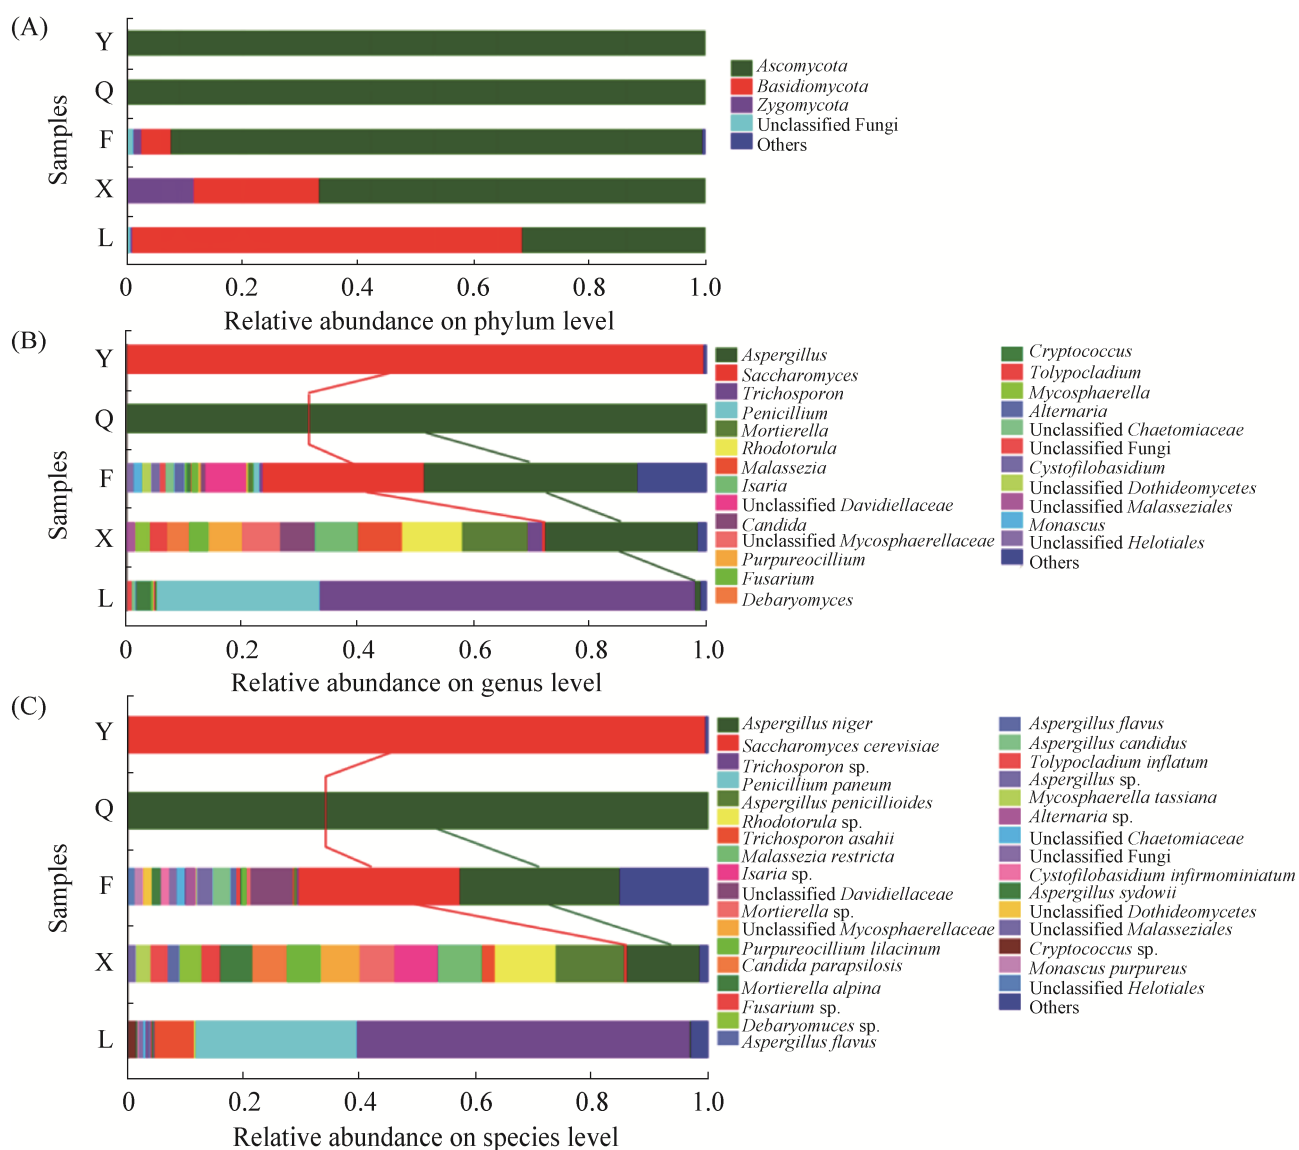 (A)
Samples
Y
Q
F
X
L
0 0.2 0.4 0.6 0.8 1.0
Relative abundance on phylum level
Ascomycota
Basidiomycota
Zygomycota
Unclassified Fungi
Others
(B)
Samples
Y
Q
F
X
L
0 0.2 0.4 0.6 0.8 1.0
Relative abundance on genus level
Aspergillus
Saccharomyces
Trichosporon
Penicillium
Mortierella
Rhodotorula
Malassezia
Isaria
Unclassified Davidiellaceae
Candida
Unclassified Mycosphaerellaceae
Purpureocillium
Fusarium
Debaryomyces
Cryptococcus
Tolypocladium
Mycosphaerella
Alternaria
Unclassified Chaetomiaceae
Unclassified Fungi
Cystofilobasidium
Unclassified Dothideomycetes
Unclassified Malasseziales
Monascus
Unclassified Helotiales
Others
(C)
Samples
Y
Q
F
X
L
0 0.2 0.4 0.6 0.8 1.0
Relative abundance on species level
Aspergillus niger
Saccharomyces cerevisiae
Trichosporon sp.
Penicillium paneum
Aspergillus penicillioides
Rhodotorula sp.
Trichosporon asahii
Malassezia restricta
Isaria sp.
Unclassified Davidiellaceae
Mortierella sp.
Unclassified Mycosphaerellaceae
Purpureocillium lilacinum
Candida parapsilosis
Mortierella alpina
Fusarium sp.
Debaryomuces sp.
Aspergillus flavus
Aspergillus flavus
Aspergillus candidus
Tolypocladium inflatum
Aspergillus sp.
Mycosphaerella tassiana
Alternaria sp.
Unclassified Chaetomiaceae
Unclassified Fungi
Cystofilobasidium infirmominiatum
Aspergillus sydowii
Unclassified Dothideomycetes
Unclassified Malasseziales
Cryptococcus sp.
Monascus purpureus
Unclassified Helotiales
Others